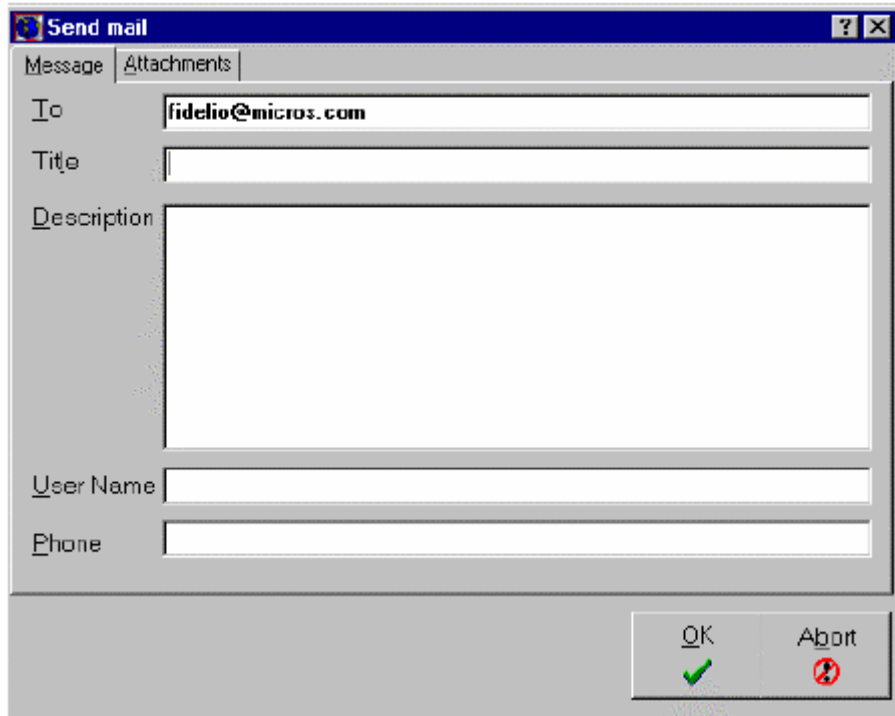 Send mail
Message Attachments
To fidelio@micros.com
Title
Description
User Name
Phone
OK Abort